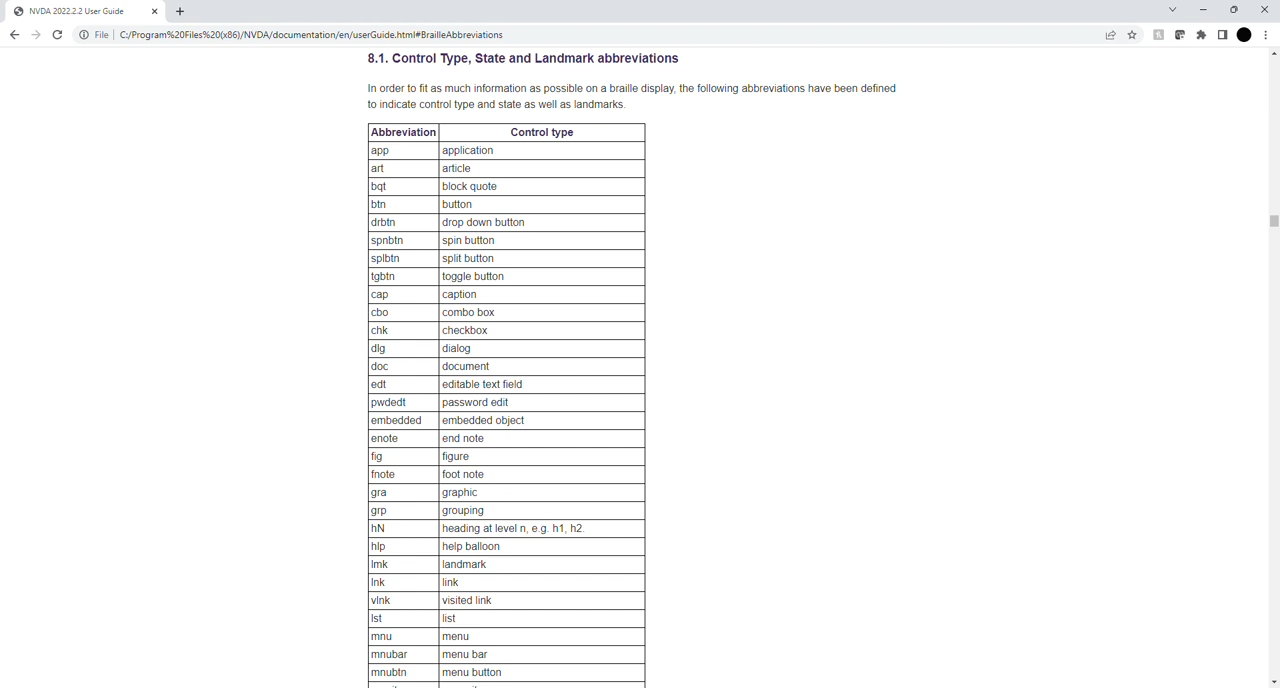 NVDA 2022.2.2 User Guide
File C:/Program%20Files%20(x86)/NVDA/documentation/en/userGuide.html#BrailleAbbreviations
8.1. Control Type, State and Landmark abbreviations
In order to fit as much information as possible on a braille display, the following abbreviations have been defined
to indicate control type and state as well as landmarks.
Abbreviation Control type
app application
art article
bqt block quote
btn button
drbtn drop down button
spnbtn spin button
splbtn split button
tgbtn toggle button
cap caption
cbo combo box
chk checkbox
dlg dialog
doc document
edt editable text field
pwdedt password edit
embedded embedded object
enote end note
fig figure
fnote foot note
gra graphic
grp grouping
hN heading at level n, e.g. h1, h2.
hlp help balloon
lmk landmark
lnk link
vlnk visited link
lst list
mnu menu
mnubar menu bar
mnubtn menu button